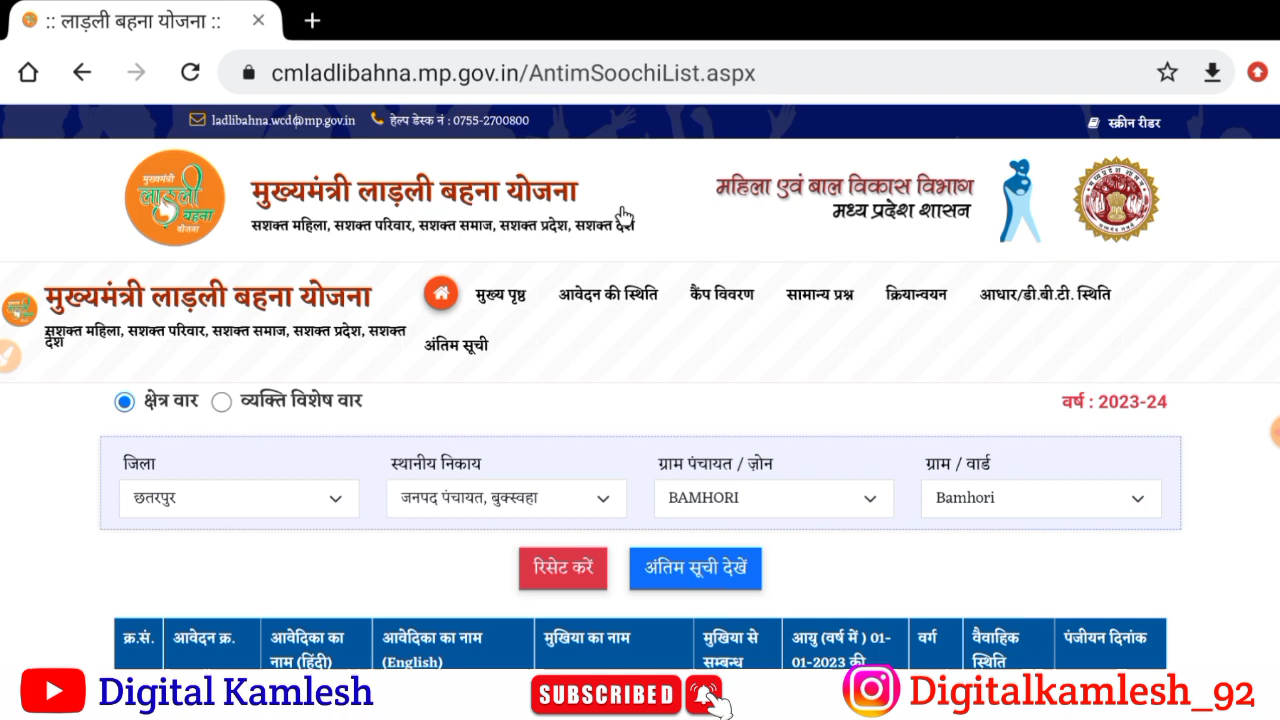 :: लाड़ली बहना योजना ::
cmladlibahna.mp.gov.in/AntimSoochiList.aspx
ladlibahna.wcd@mp.gov.in हेल्प डेस्क नं : 0755-2700800
स्क्रीन रीडर
मुख्यमंत्री
लाड़ली
बहना
योजना
मुख्यमंत्री लाड़ली बहना योजना
सशक्त महिला, सशक्त परिवार, सशक्त समाज, सशक्त प्रदेश, सशक्त देश
महिला एवं बाल विकास विभाग
मध्य प्रदेश शासन
मुख्यमंत्री लाड़ली बहना योजना
सशक्त महिला, सशक्त परिवार, सशक्त समाज, सशक्त प्रदेश, सशक्त
देश
मुख्य पृष्ठ आवेदन की स्थिति कैंप विवरण सामान्य प्रश्न क्रियान्वयन आधार/डी.बी.टी. स्थिति
अंतिम सूची
क्षेत्र वार व्यक्ति विशेष वार
वर्ष : 2023-24
जिला स्थानीय निकाय ग्राम पंचायत / ज़ोन ग्राम / वार्ड
छतरपुर जनपद पंचायत, बुक्स्वहा BAMHORI Bamhori
रिसेट करें अंतिम सूची देखें
क्र.सं. आवेदन क्र. आवेदिका का आवेदिका का नाम मुखिया का नाम मुखिया से आयु (वर्ष में ) 01- वर्ग वैवाहिक पंजीयन दिनांक
नाम (हिंदी) (English) सम्बन्ध 01-2023 की स्थिति
Digital Kamlesh SUBSCRIBED Digitalkamlesh_92